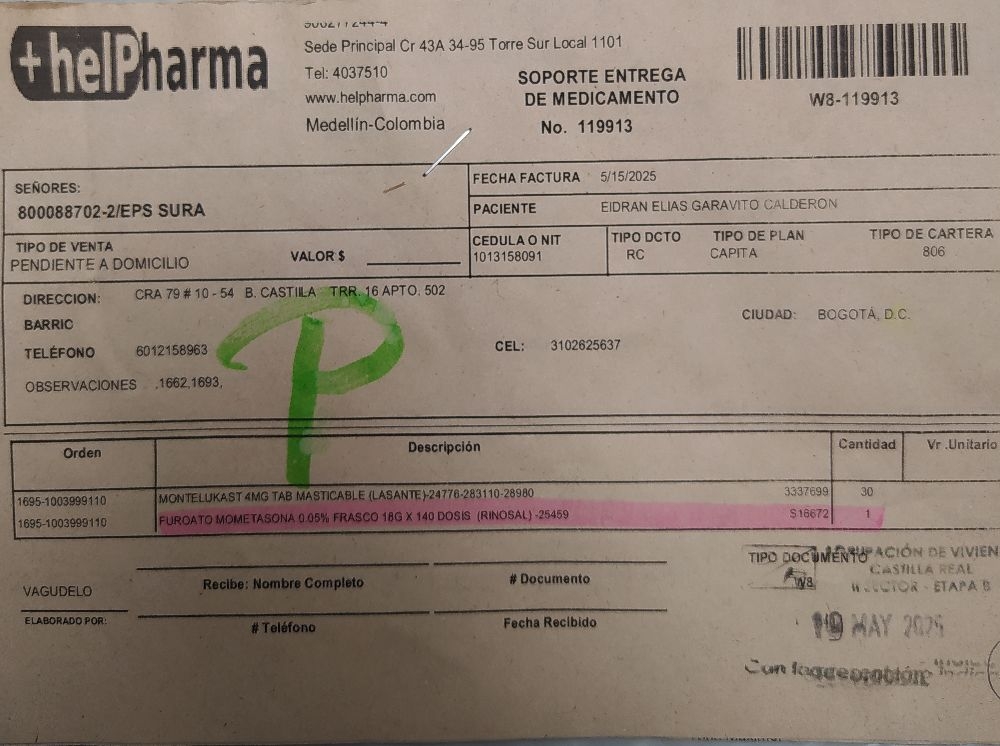 +helPharma
Sede Principal Cr 43A 34-95 Torre Sur Local 1101
Tel: 4037510
www.helpharma.com
Medellín-Colombia
SOPORTE ENTREGA
DE MEDICAMENTO
No. 119913
W8-119913
SEÑORES:
800088702-2/EPS SURA
FECHA FACTURA 5/15/2025
PACIENTE EIDRAN ELIAS GARAVITO CALDERON
TIPO DE VENTA
PENDIENTE A DOMICILIO
VALOR $
CEDULA O NIT
1013158091
TIPO DCTO
RC
TIPO DE PLAN
CAPITA
TIPO DE CARTERA
806
DIRECCION: CRA 79 # 10 - 54 B. CASTILA TRR. 16 APTO. 502
BARRIC
CIUDAD: BOGOTÁ, D.C.
TELÉFONO 6012158963
CEL: 3102625637
OBSERVACIONES ,1662,1693,
P
Orden Descripción Cantidad Vr .Unitario
1695-1003999110 MONTELUKAST 4MG TAB MASTICABLE (LASANTE)-24776-283110-28980 3337699 30
1695-1003999110 FUROATO MOMETASONA 0.05% FRASCO 18G X 140 DOSIS (RINOSAL) -25459 S16672 1
VAGUDELO
ELABORADO POR:
Recibe: Nombre Completo
# Documento
# Teléfono
Fecha Recibido
TIPO DOCUMENTO
W8
DE VIVIEN
CASTILLA REAL
SECTOR - ETAPA B
19 MAY 2025